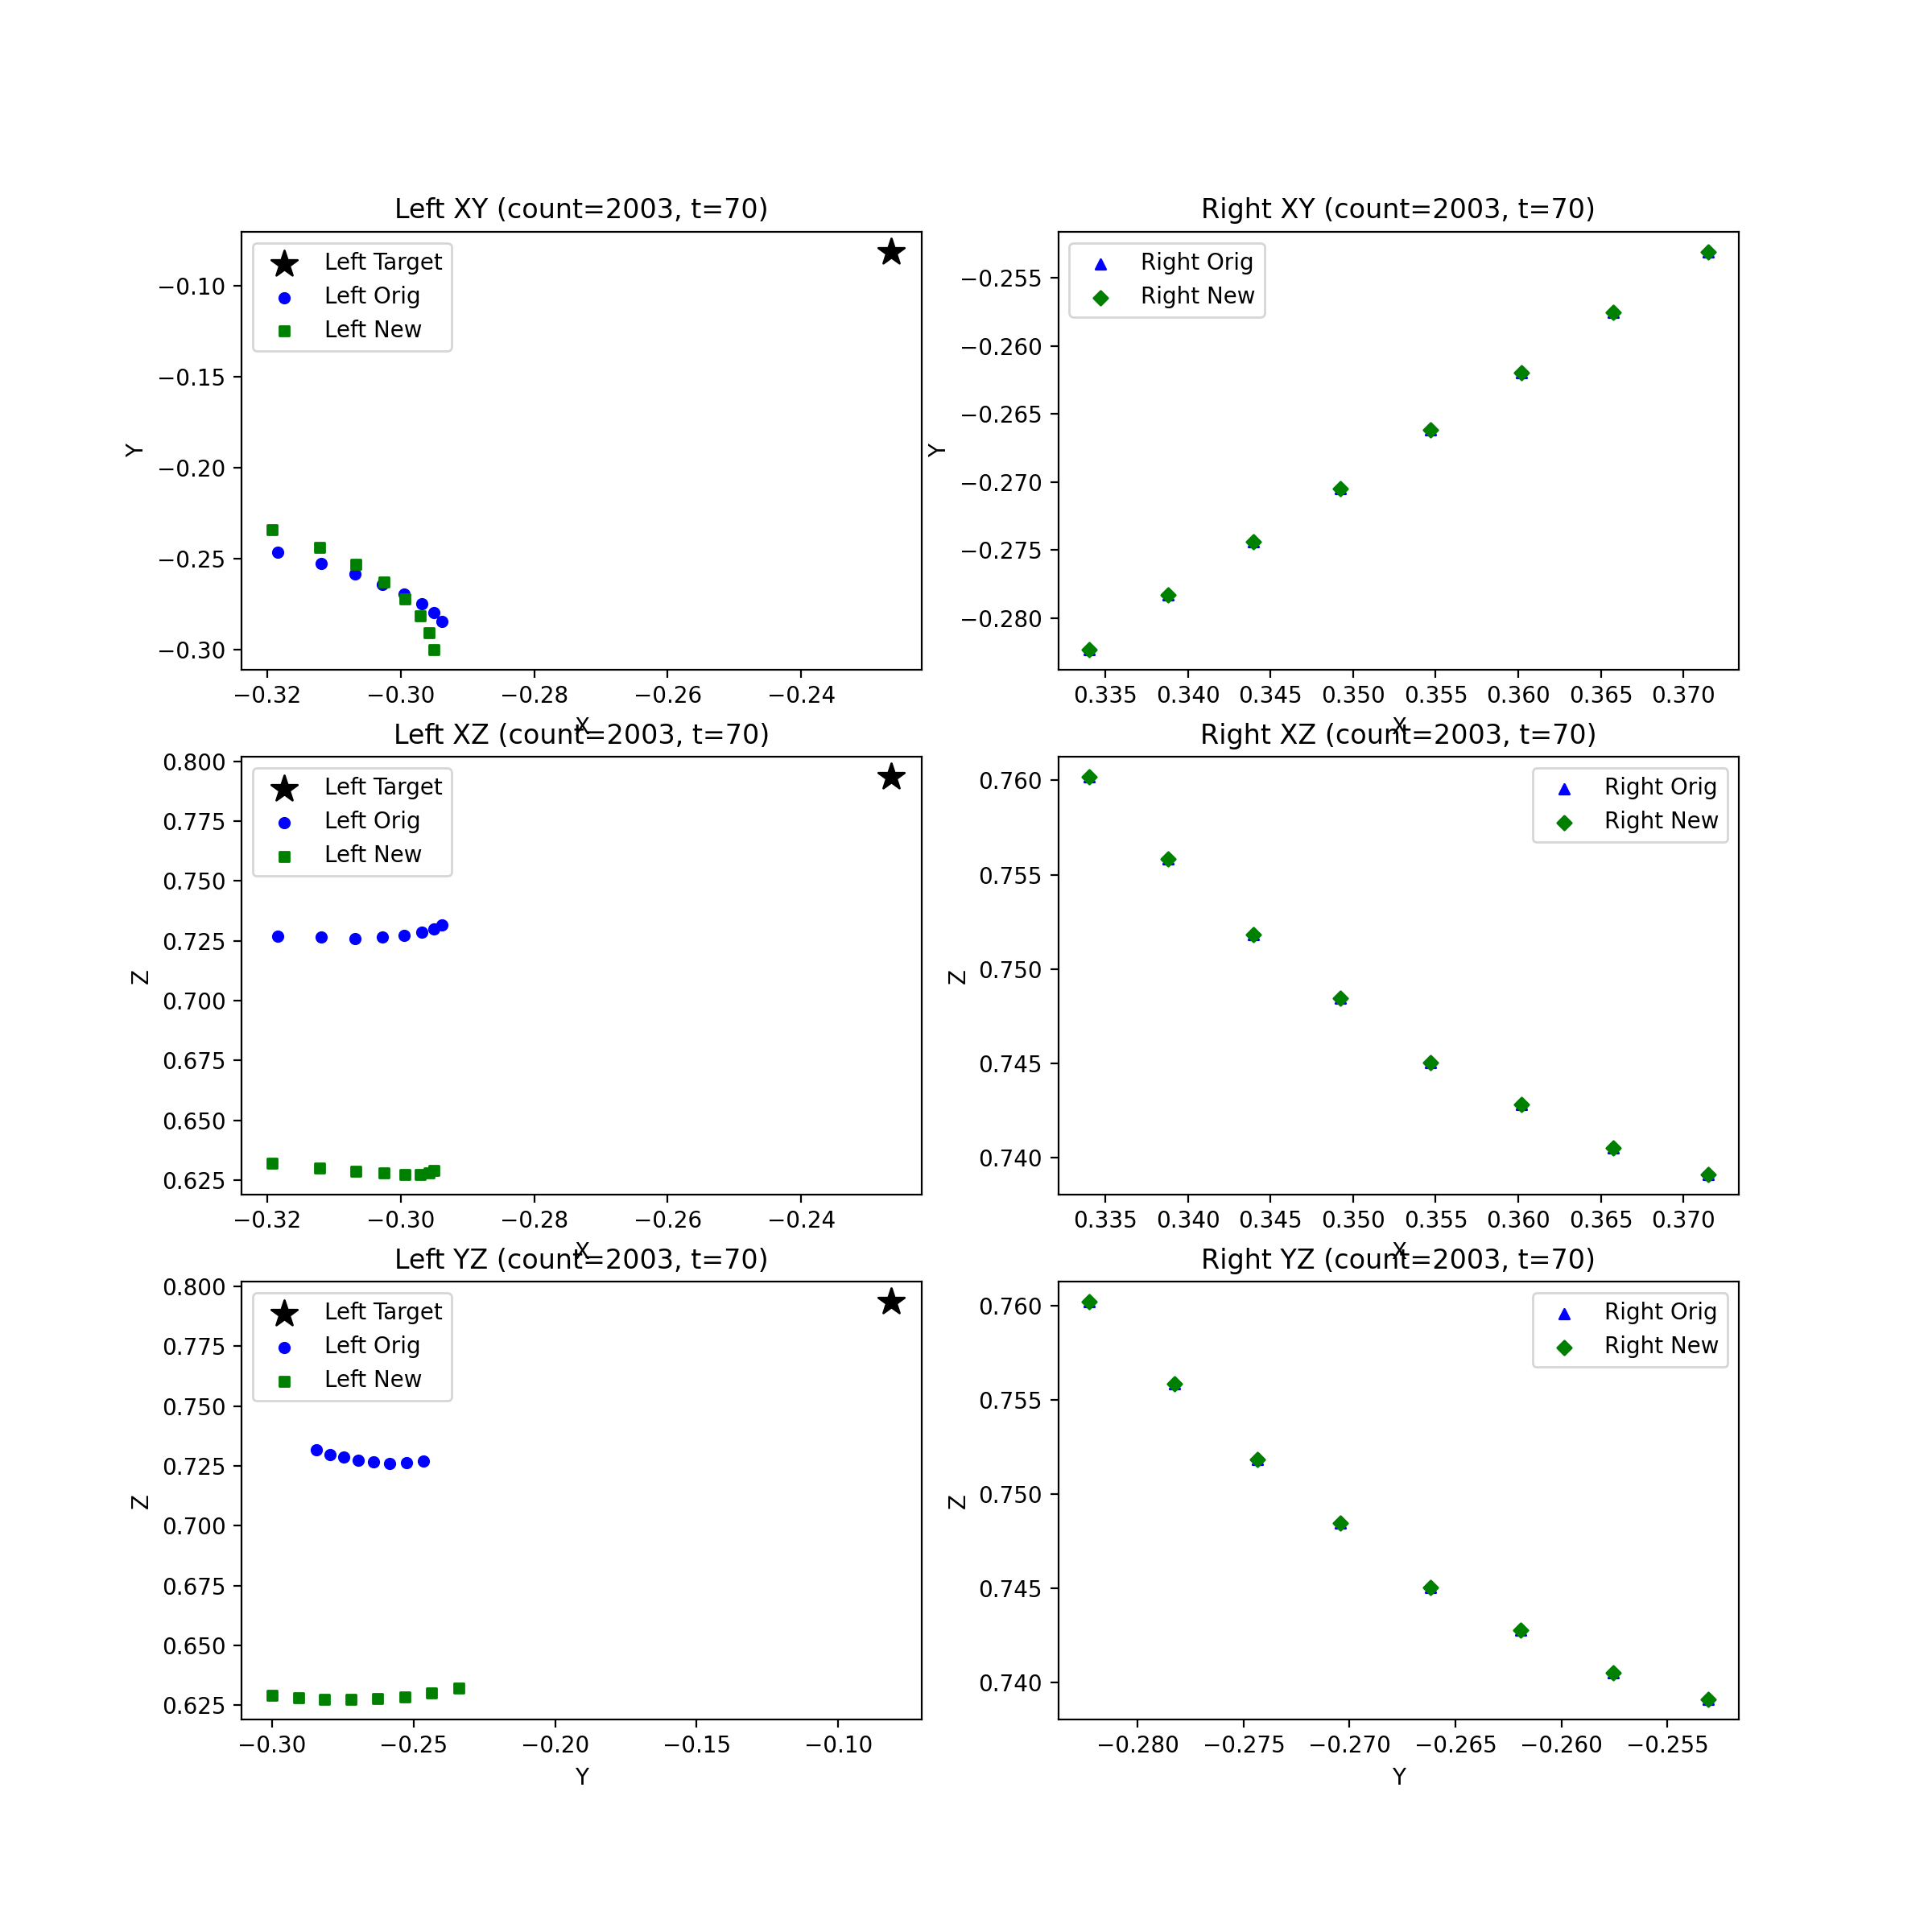 Left XY (count=2003, t=70)
Left Target
Left Orig
Left New
−0.10
−0.15
−0.20
−0.25
−0.30
Y
−0.32 −0.30 −0.28 −0.26 −0.24
X
Right XY (count=2003, t=70)
Right Orig
Right New
−0.255
−0.260
−0.265
−0.270
−0.275
−0.280
Y
0.335 0.340 0.345 0.350 0.355 0.360 0.365 0.370
X
Left XZ (count=2003, t=70)
Left Target
Left Orig
Left New
0.800
0.775
0.750
0.725
0.700
0.675
0.650
0.625
Z
−0.32 −0.30 −0.28 −0.26 −0.24
X
Right XZ (count=2003, t=70)
Right Orig
Right New
0.760
0.755
0.750
0.745
0.740
Z
0.335 0.340 0.345 0.350 0.355 0.360 0.365 0.370
X
Left YZ (count=2003, t=70)
Left Target
Left Orig
Left New
0.800
0.775
0.750
0.725
0.700
0.675
0.650
0.625
Z
−0.30 −0.25 −0.20 −0.15 −0.10
Y
Right YZ (count=2003, t=70)
Right Orig
Right New
0.760
0.755
0.750
0.745
0.740
Z
−0.280 −0.275 −0.270 −0.265 −0.260 −0.255
Y